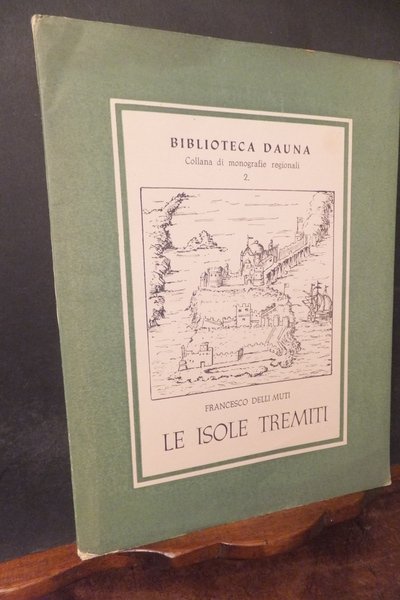 BIBLIOTECA DAUNA
Collana di monografie regionali
2.
FRANCESCO DELLI MUTI
LE ISOLE TREMITI